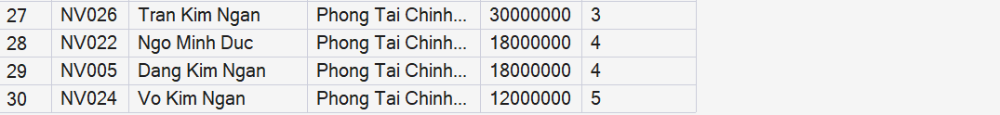 27 NV026 Tran Kim Ngan Phong Tai Chinh... 30000000 3
28 NV022 Ngo Minh Duc Phong Tai Chinh... 18000000 4
29 NV005 Dang Kim Ngan Phong Tai Chinh... 18000000 4
30 NV024 Vo Kim Ngan Phong Tai Chinh... 12000000 5